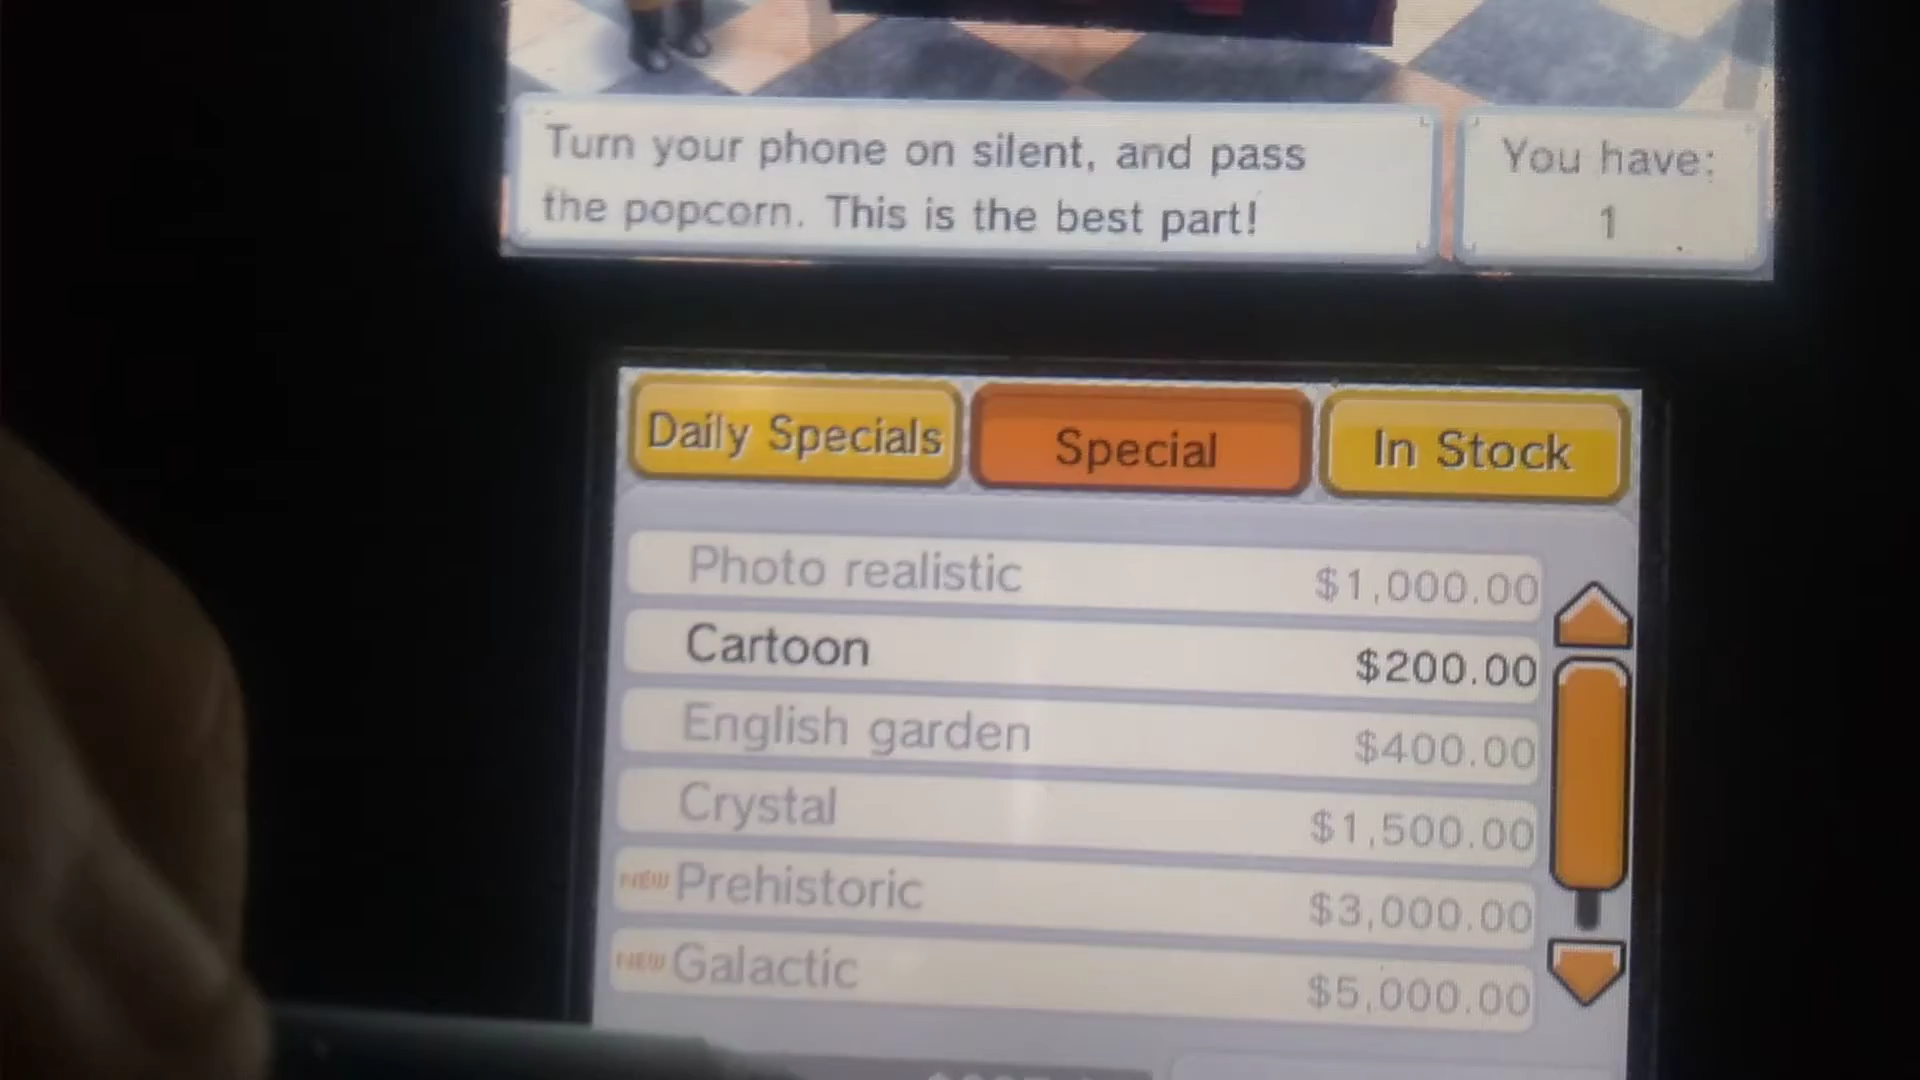 Turn your phone on silent, and pass
the popcorn. This is the best part!
You have:
1
Daily Specials
Special
In Stock
Photo realistic $1,000.00
Cartoon $200.00
English garden $400.00
Crystal $1,500.00
NEW Prehistoric $3,000.00
NEW Galactic $5,000.00